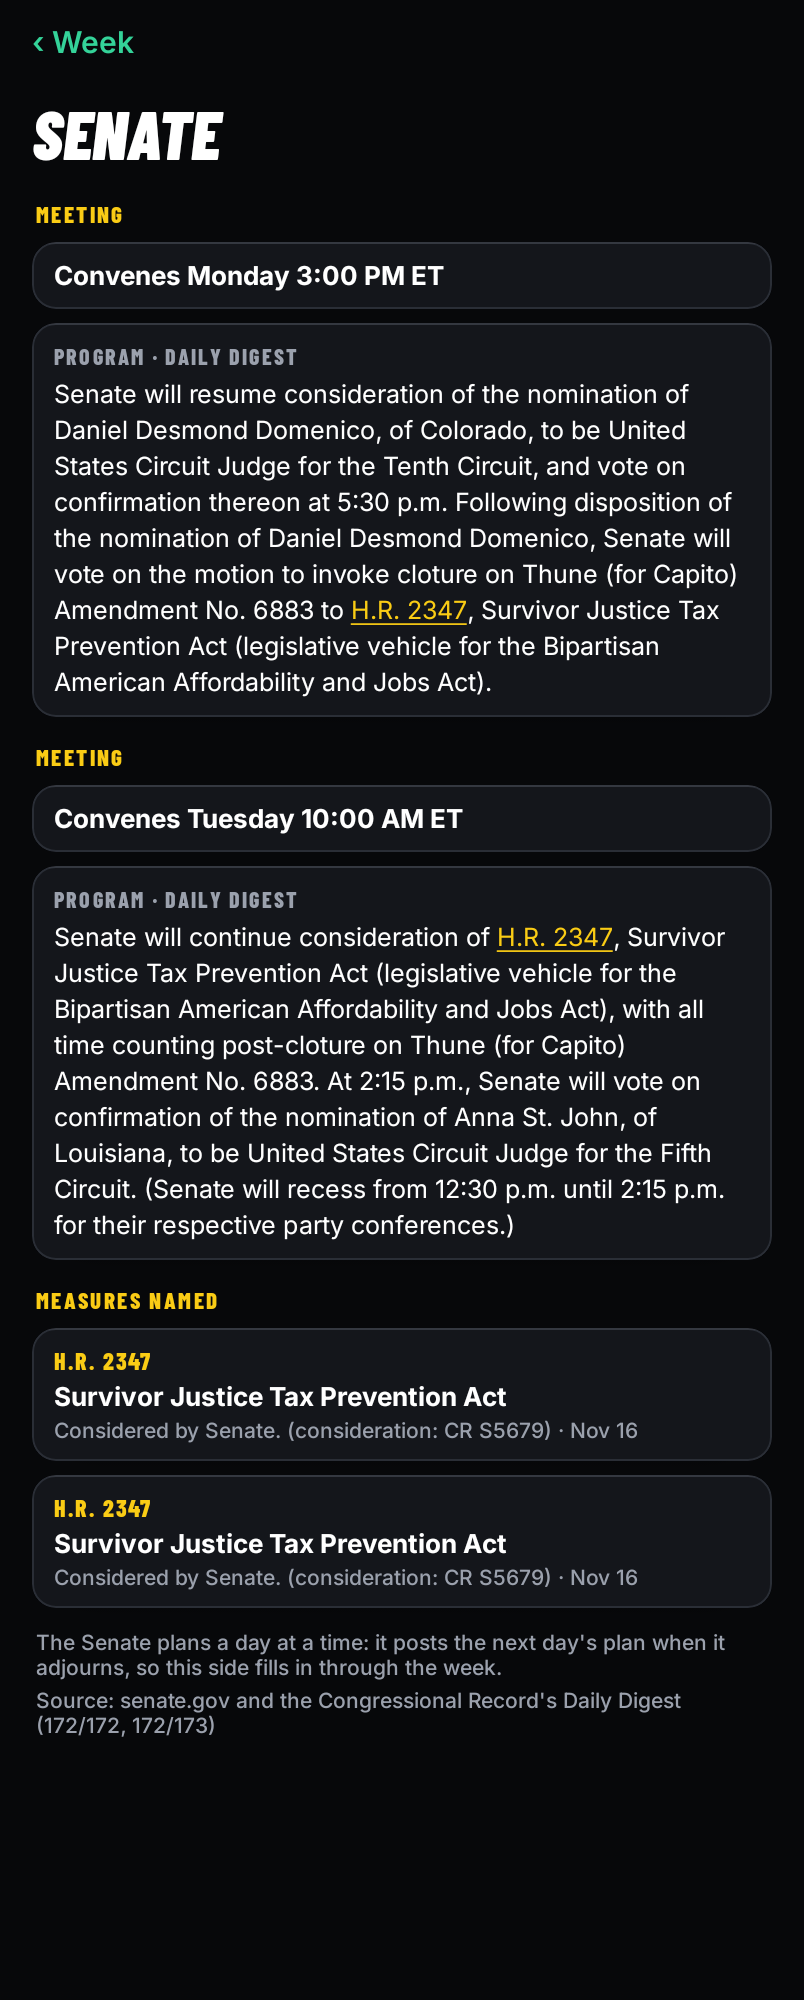 ‹ Week
SENATE
MEETING
Convenes Monday 3:00 PM ET
PROGRAM · DAILY DIGEST
Senate will resume consideration of the nomination of
Daniel Desmond Domenico, of Colorado, to be United
States Circuit Judge for the Tenth Circuit, and vote on
confirmation thereon at 5:30 p.m. Following disposition of
the nomination of Daniel Desmond Domenico, Senate will
vote on the motion to invoke cloture on Thune (for Capito)
Amendment No. 6883 to H.R. 2347, Survivor Justice Tax
Prevention Act (legislative vehicle for the Bipartisan
American Affordability and Jobs Act).
MEETING
Convenes Tuesday 10:00 AM ET
PROGRAM · DAILY DIGEST
Senate will continue consideration of H.R. 2347, Survivor
Justice Tax Prevention Act (legislative vehicle for the
Bipartisan American Affordability and Jobs Act), with all
time counting post-cloture on Thune (for Capito)
Amendment No. 6883. At 2:15 p.m., Senate will vote on
confirmation of the nomination of Anna St. John, of
Louisiana, to be United States Circuit Judge for the Fifth
Circuit. (Senate will recess from 12:30 p.m. until 2:15 p.m.
for their respective party conferences.)
MEASURES NAMED
H.R. 2347
Survivor Justice Tax Prevention Act
Considered by Senate. (consideration: CR S5679) · Nov 16
H.R. 2347
Survivor Justice Tax Prevention Act
Considered by Senate. (consideration: CR S5679) · Nov 16
The Senate plans a day at a time: it posts the next day's plan when it
adjourns, so this side fills in through the week.
Source: senate.gov and the Congressional Record's Daily Digest
(172/172, 172/173)